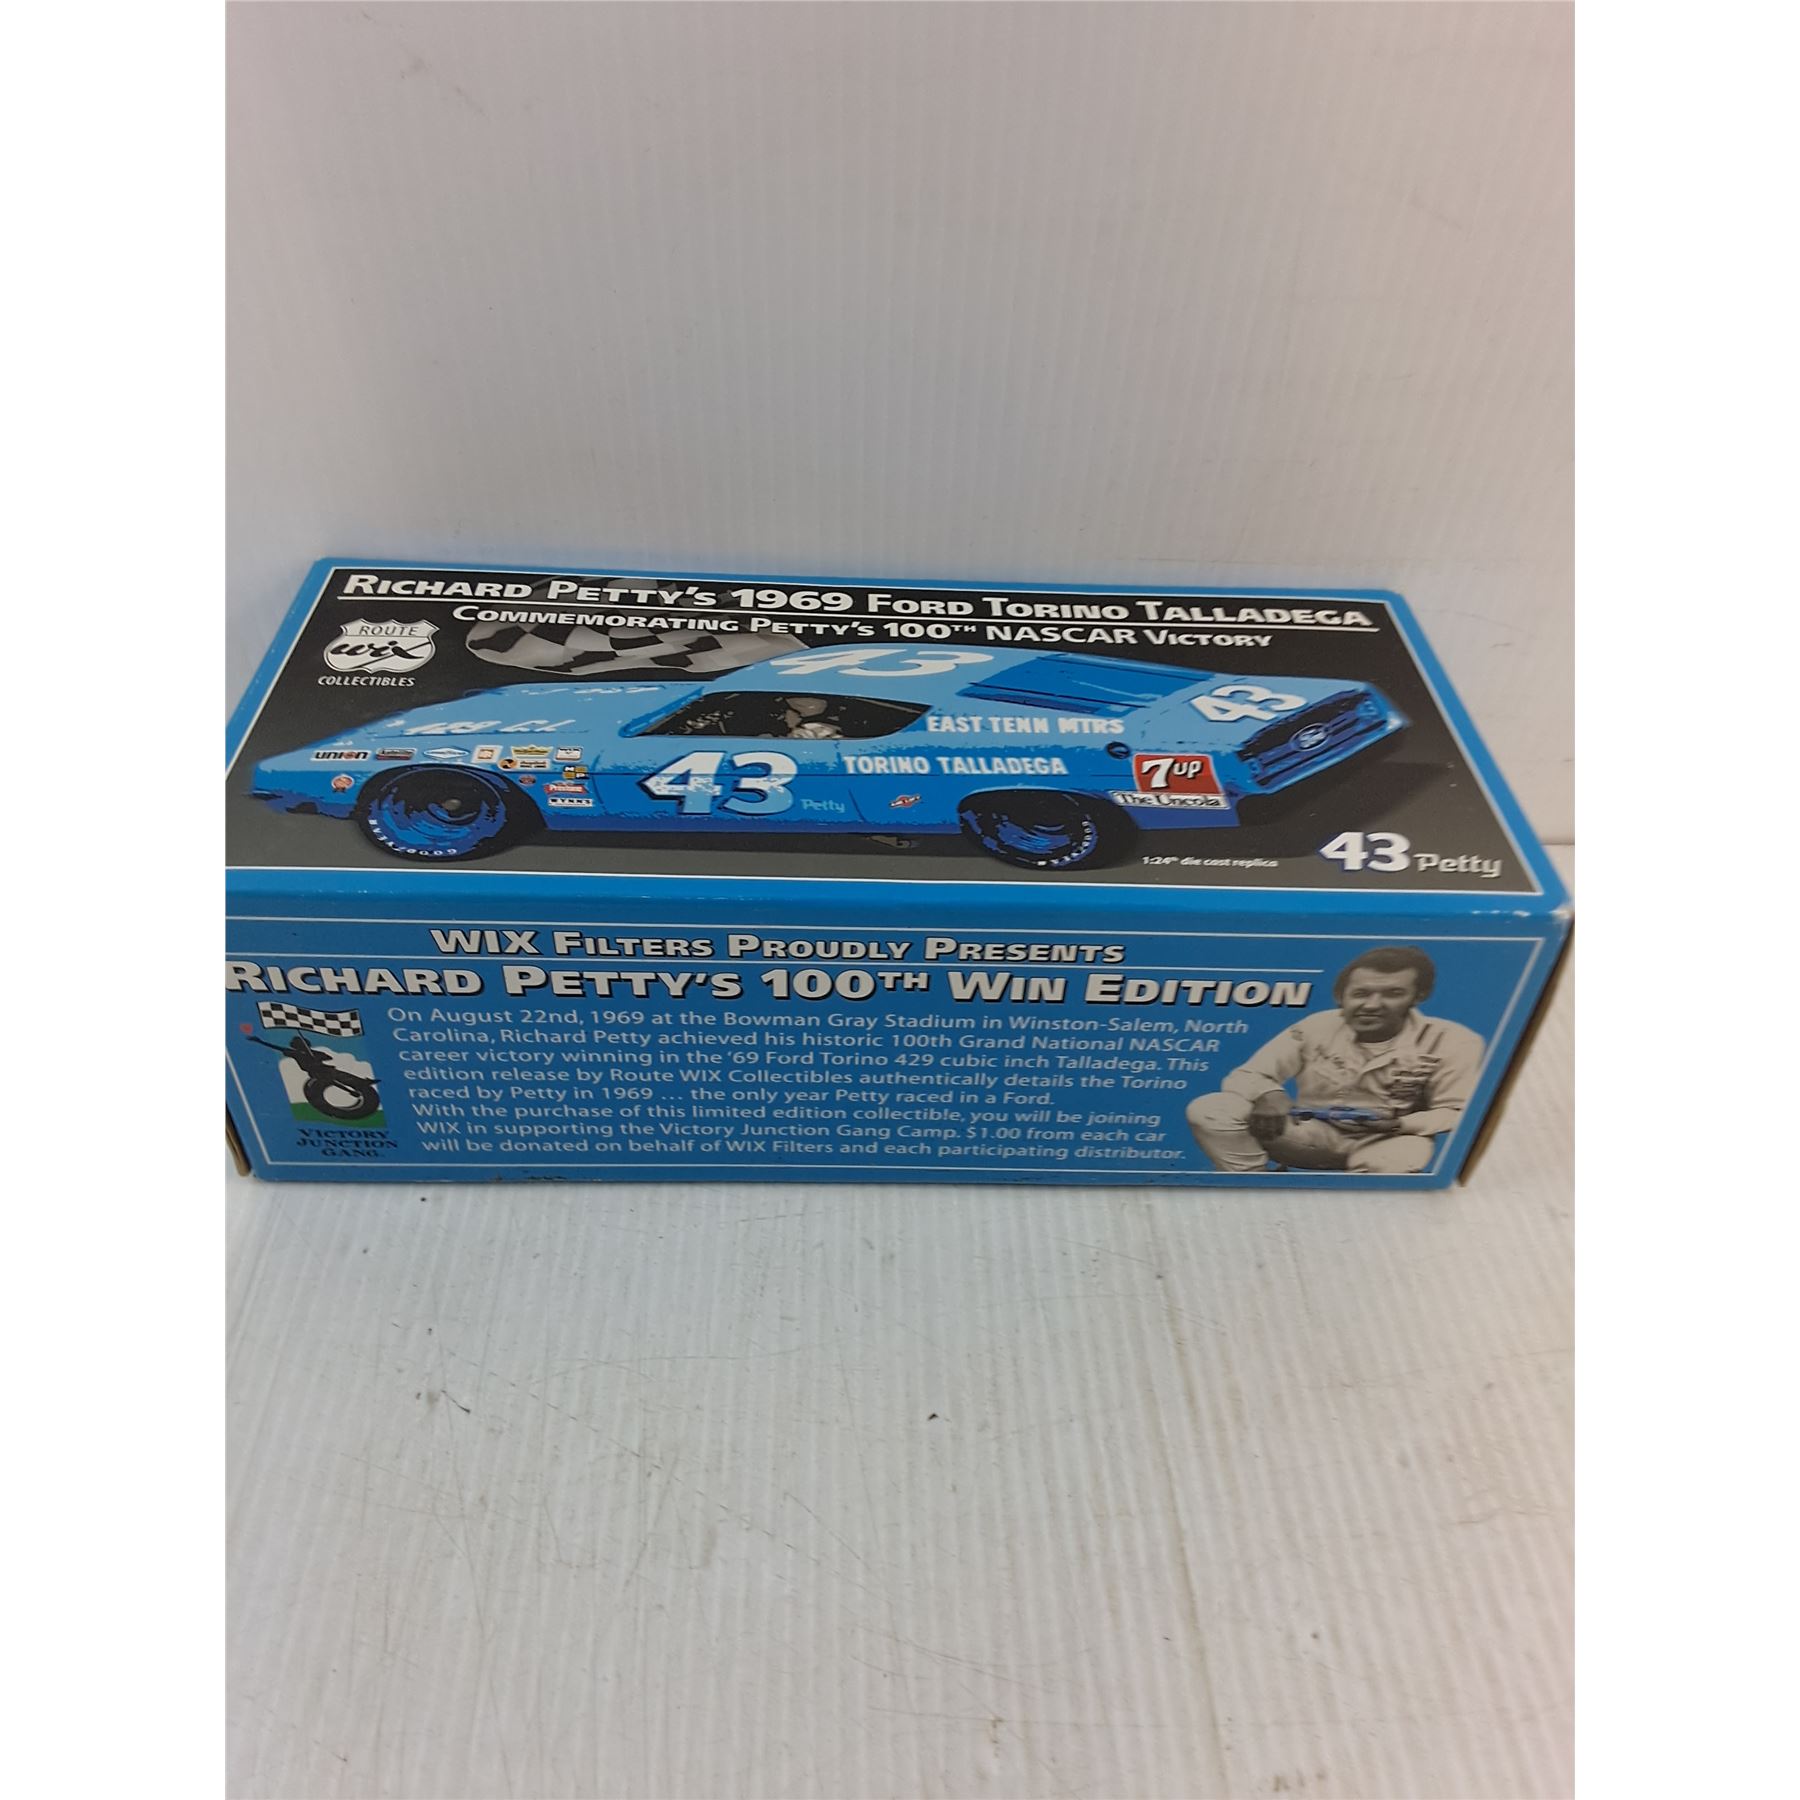 RICHARD PETTY'S 1969 FORD TORINO TALLADEGA
COMMEMORATING PETTY'S 100TH NASCAR VICTORY
ROUTE
wix
COLLECTIBLES
43
43
429 C.I.
EAST TENN MTRS
UNION
43
Petty
TORINO TALLADEGA
7UP
The Uncola
Prestone
WYNN'S
GOODYEAR
GOODYEAR
1:24th die cast replica
43 Petty
WIX FILTERS PROUDLY PRESENTS
RICHARD PETTY'S 100TH WIN EDITION
On August 22nd, 1969 at the Bowman Gray Stadium in Winston-Salem, North
Carolina, Richard Petty achieved his historic 100th Grand National NASCAR
career victory winning in the '69 Ford Torino 429 cubic inch Talladega. This
edition release by Route WIX Collectibles authentically details the Torino
raced by Petty in 1969 ... the only year Petty raced in a Ford.
With the purchase of this limited edition collectible, you will be joining
WIX in supporting the Victory Junction Gang Camp. $1.00 from each car
will be donated on behalf of WIX Filters and each participating distributor.
VICTORY
JUNCTION
GANG.